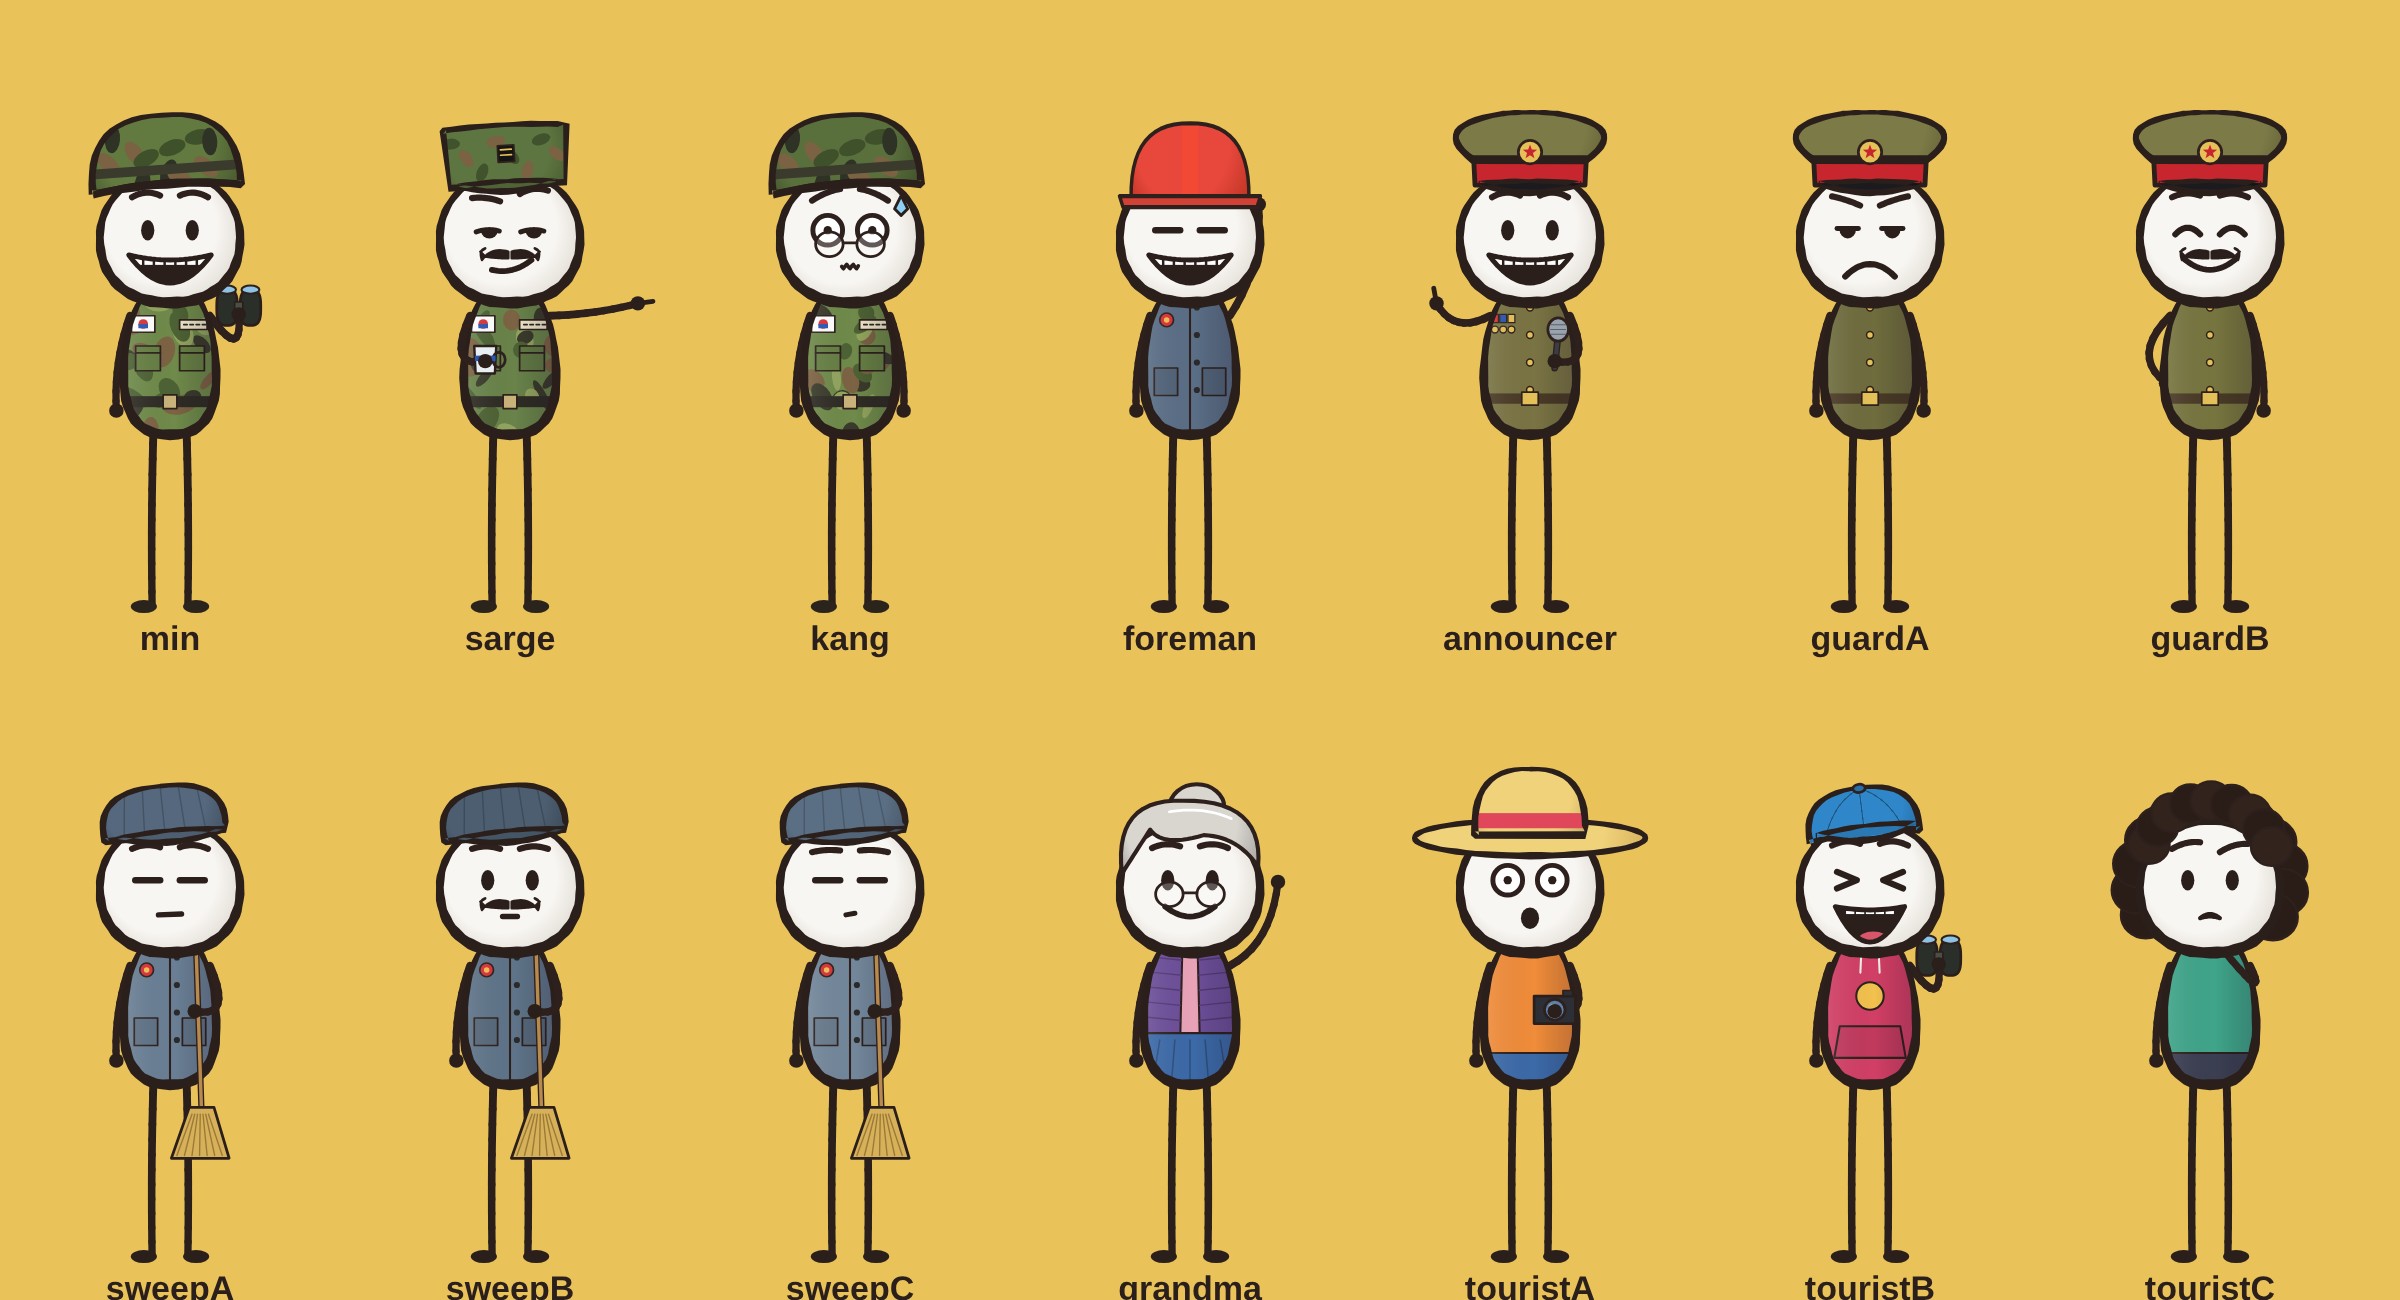 min
sarge
kang
foreman
announcer
guardA
guardB
sweepA
sweepB
sweepC
grandma
touristA
touristB
touristC